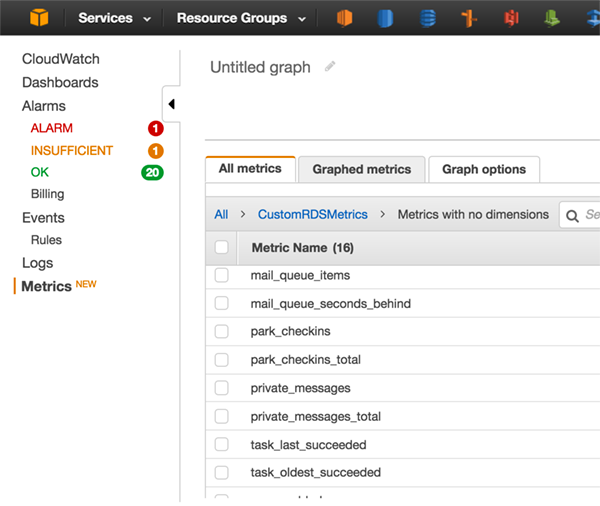 Services
Resource Groups
CloudWatch
Dashboards
Alarms
ALARM 1
INSUFFICIENT 1
OK 20
Billing
Events
Rules
Logs
Metrics NEW
Untitled graph
All metrics
Graphed metrics
Graph options
All > CustomRDSMetrics > Metrics with no dimensions
Metric Name (16)
mail_queue_items
mail_queue_seconds_behind
park_checkins
park_checkins_total
private_messages
private_messages_total
task_last_succeeded
task_oldest_succeeded